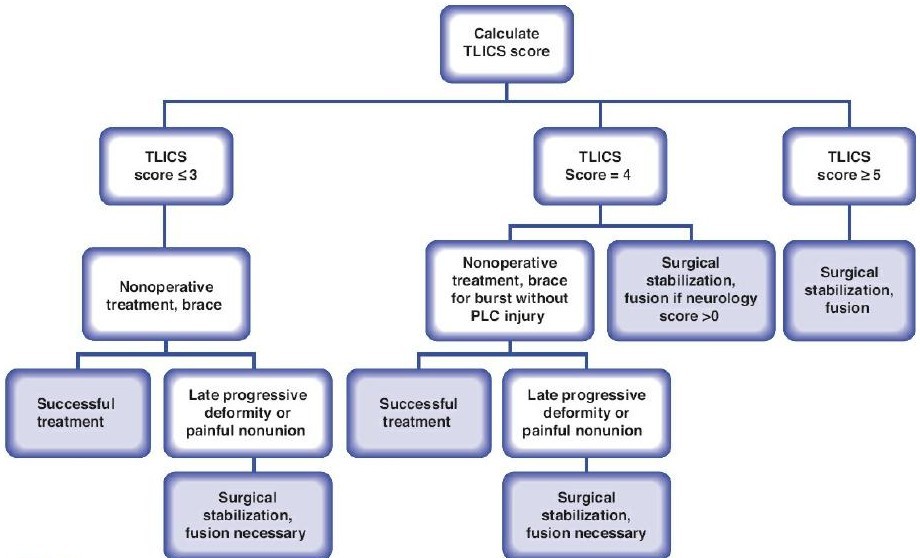 Calculate
TLICS score
TLICS
score ≤ 3
TLICS
Score = 4
TLICS
score ≥ 5
Nonoperative
treatment, brace
Nonoperative
treatment, brace
for burst without
PLC injury
Surgical
stabilization,
fusion if neurology
score >0
Surgical
stabilization,
fusion
Successful
treatment
Late progressive
deformity or
painful nonunion
Successful
treatment
Late progressive
deformity or
painful nonunion
Surgical
stabilization,
fusion necessary
Surgical
stabilization,
fusion necessary